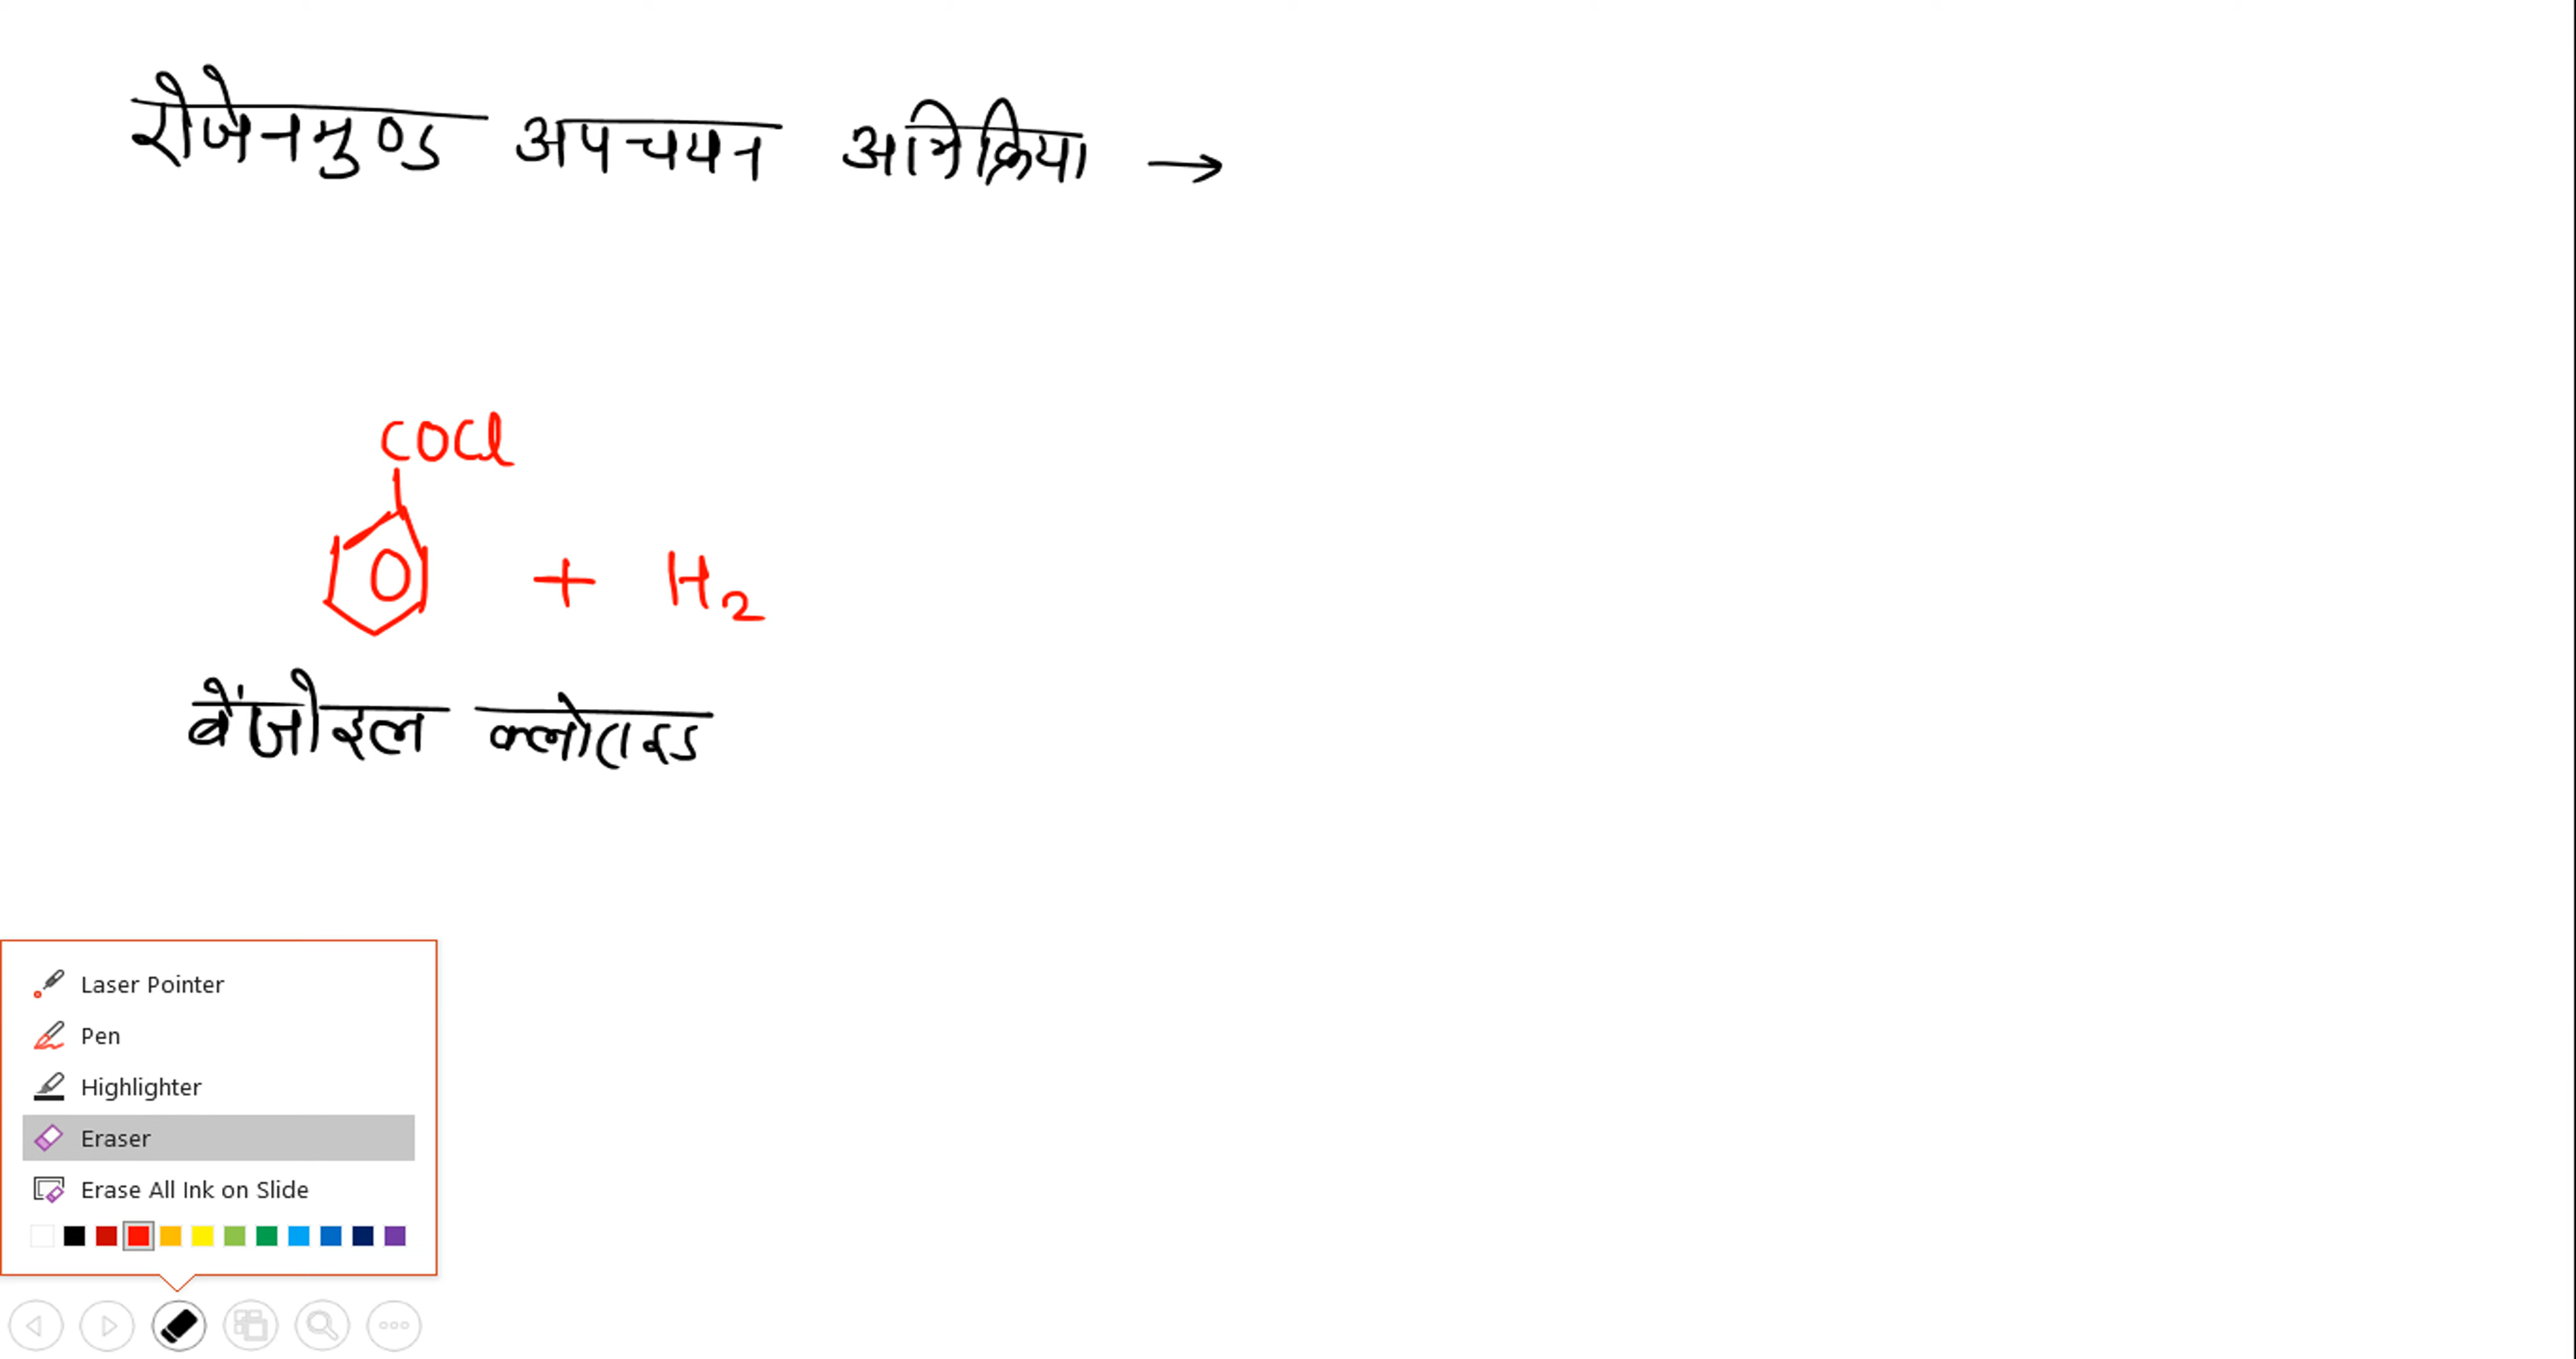 रोजेनमुण्ड अपचयन अभिक्रिया →
COCl
+ H₂
बेंजोइल क्लोराइड
Laser Pointer
Pen
Highlighter
Eraser
Erase All Ink on Slide